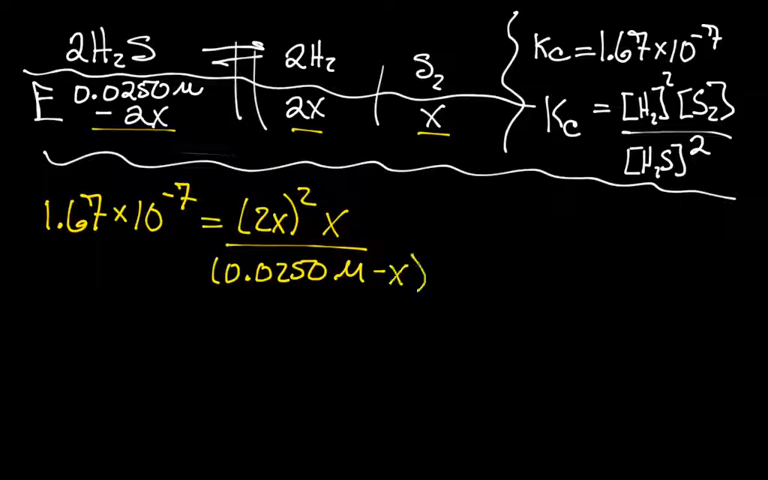 2H₂S ⇌ 2H₂ S₂
E 0.0250M - 2x 2x x
Kc = 1.67×10⁻⁷
Kc = [H₂]²[S₂] / [H₂S]²
1.67×10⁻⁷ = (2x)² x / (0.0250M - x)